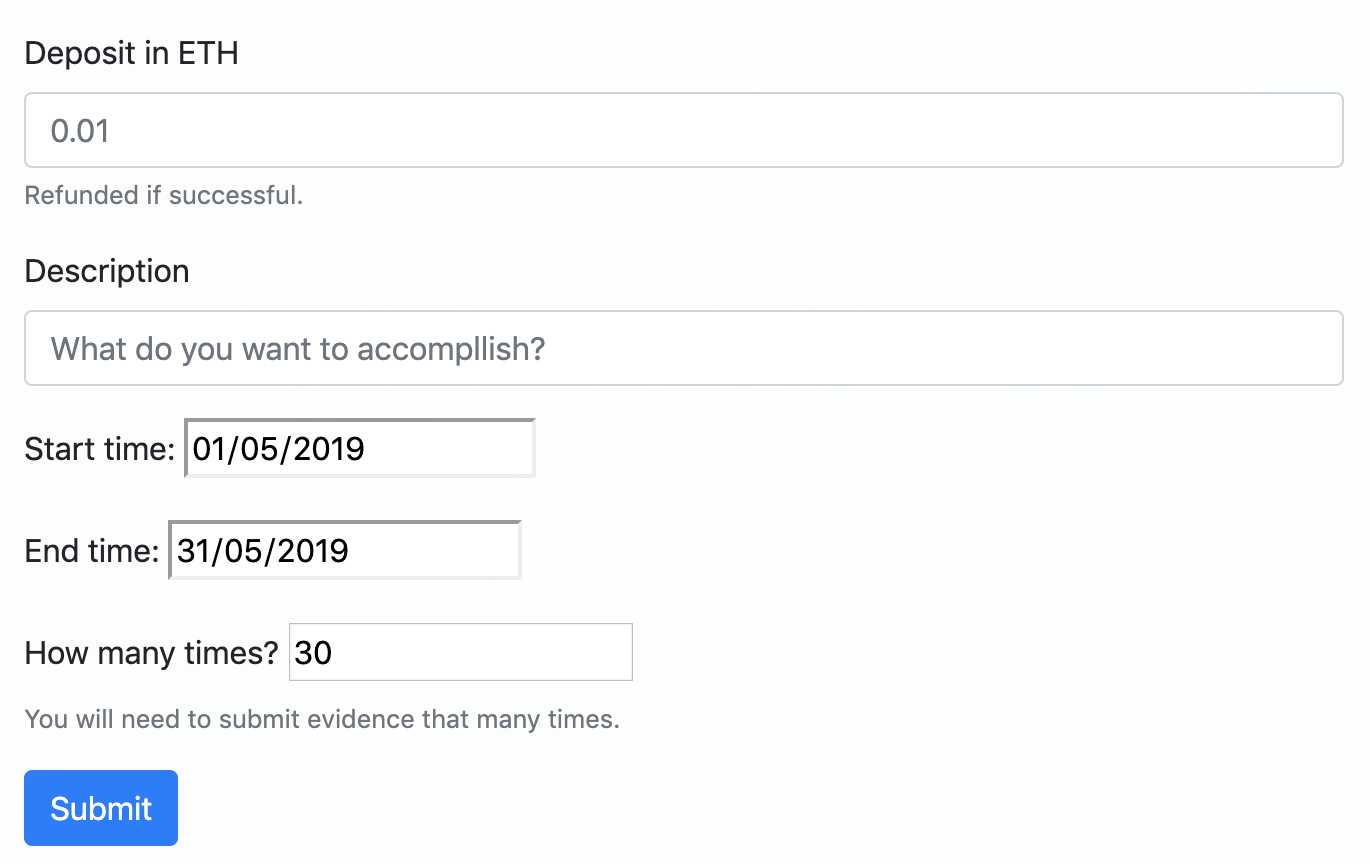 Deposit in ETH
0.01
Refunded if successful.
Description
What do you want to accompllish?
Start time: 01/05/2019
End time: 31/05/2019
How many times? 30
You will need to submit evidence that many times.
Submit